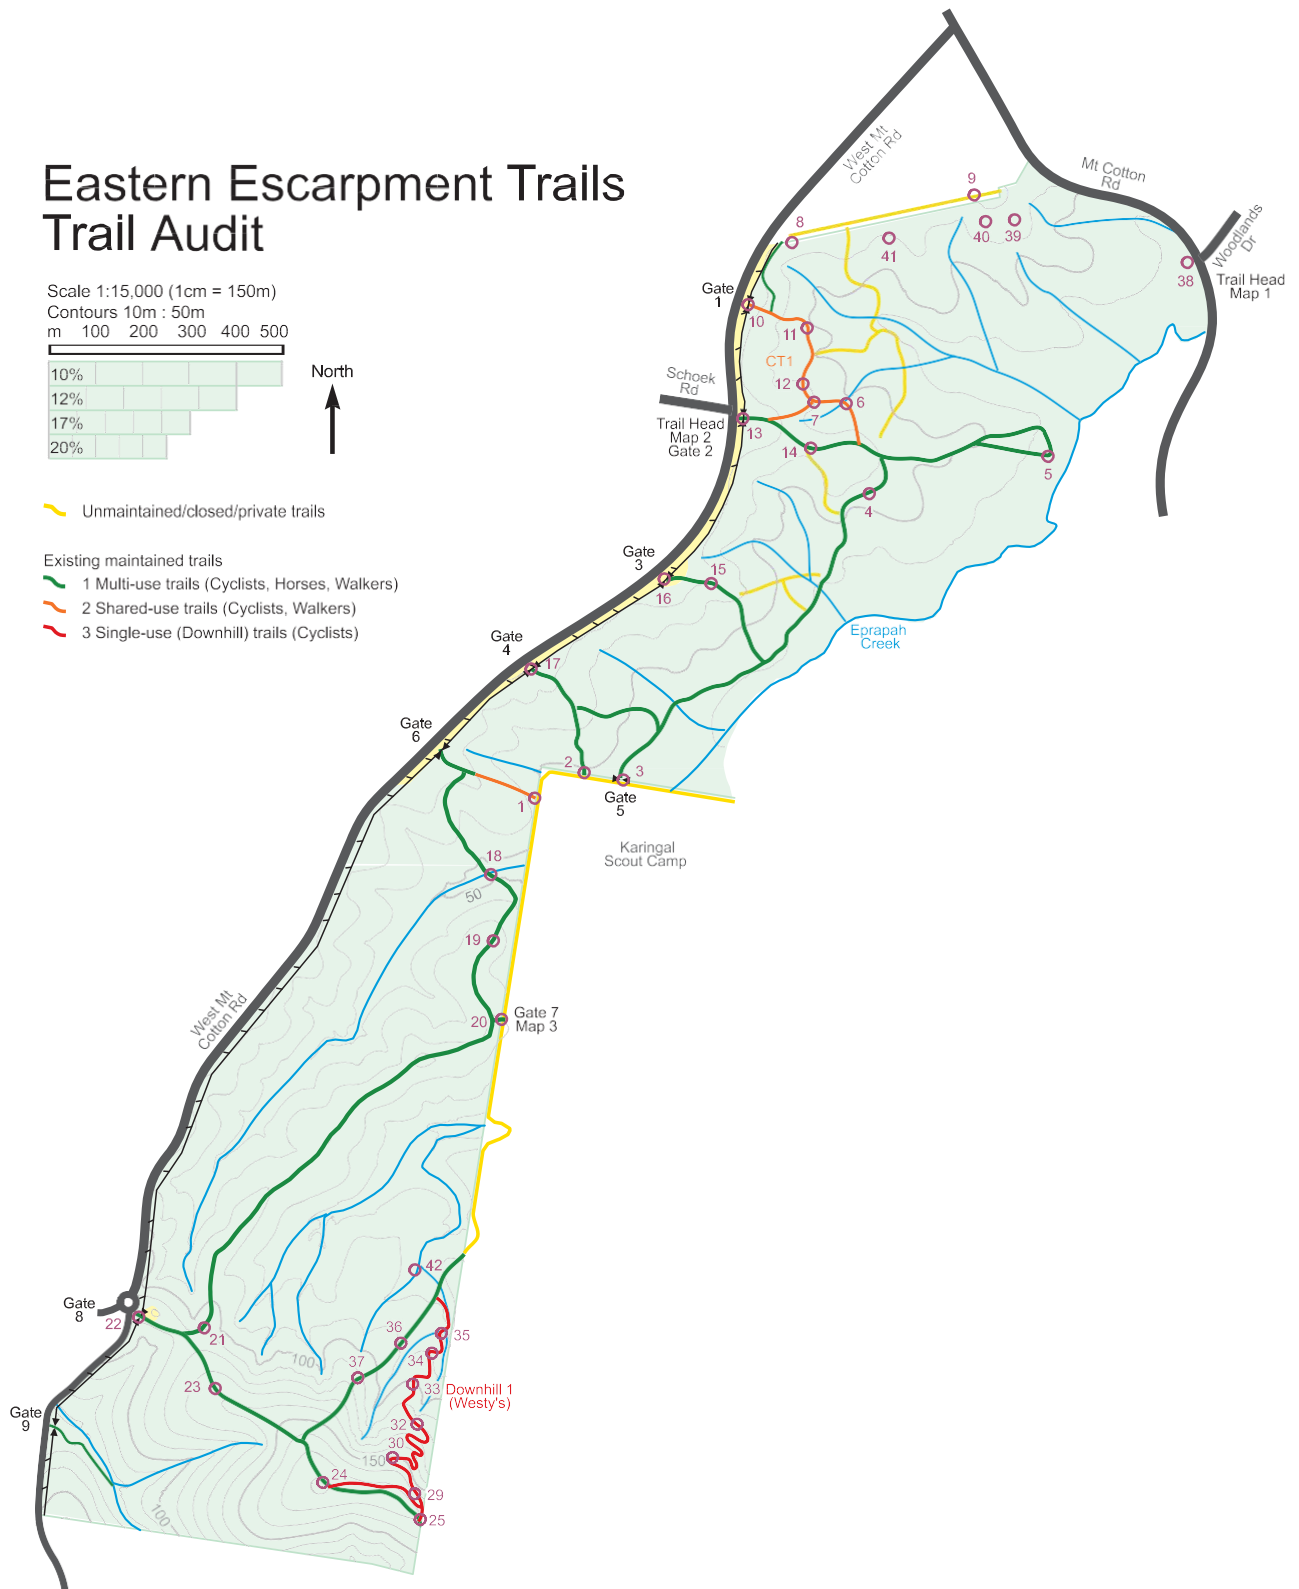 Eastern Escarpment Trails
Trail Audit
Scale 1:15,000 (1cm = 150m)
Contours 10m : 50m
m 100 200 300 400 500
10%
12%
17%
20%
North
Unmaintained/closed/private trails
Existing maintained trails
1 Multi-use trails (Cyclists, Horses, Walkers)
2 Shared-use trails (Cyclists, Walkers)
3 Single-use (Downhill) trails (Cyclists)
West Mt
Cotton Rd
Mt Cotton
Rd
Woodlands
Dr
Trail Head
Map 1
9
8
40
39
41
38
Gate
1
10
11
CT1
12
7
6
Schoek
Rd
Trail Head
Map 2
Gate 2
13
14
5
4
Gate
3
15
16
Eprapah
Creek
Gate
4
17
Gate
6
2
3
Gate
5
1
Karingal
Scout Camp
18
50
19
20
Gate 7
Map 3
West Mt
Cotton Rd
42
Gate
8
22
21
36
35
34
100
37
23
33
Downhill 1
(Westy's)
Gate
9
32
30
150
24
29
25
100